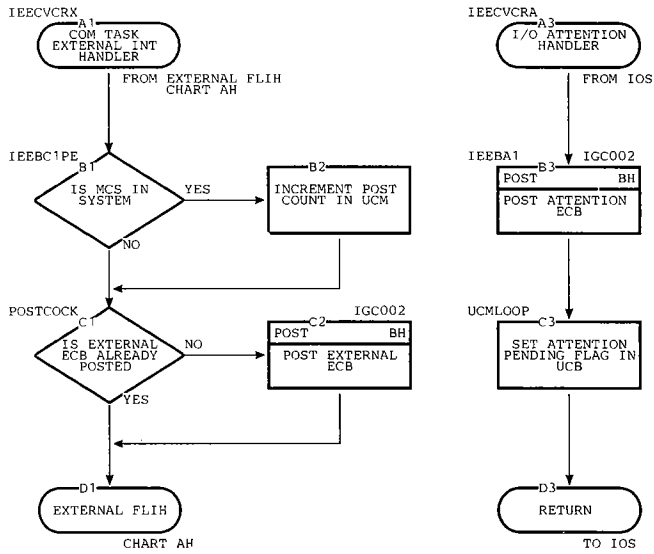 IEECVCRX
A1
COM TASK
EXTERNAL INT
HANDLER
FROM EXTERNAL FLIH
CHART AH
IEEBC1PE
B1
IS MCS IN
SYSTEM
YES
NO
B2
INCREMENT POST
COUNT IN UCM
POSTCOCK
C1
IS EXTERNAL
ECB ALREADY
POSTED
NO
YES
IGC002
C2
POST BH
POST EXTERNAL
ECB
D1
EXTERNAL FLIH
CHART AH
IEECVCRA
A3
I/O ATTENTION
HANDLER
FROM IOS
IEEBA1 IGC002
B3
POST BH
POST ATTENTION
ECB
UCMLOOP
C3
SET ATTENTION
PENDING FLAG IN
UCB
D3
RETURN
TO IOS